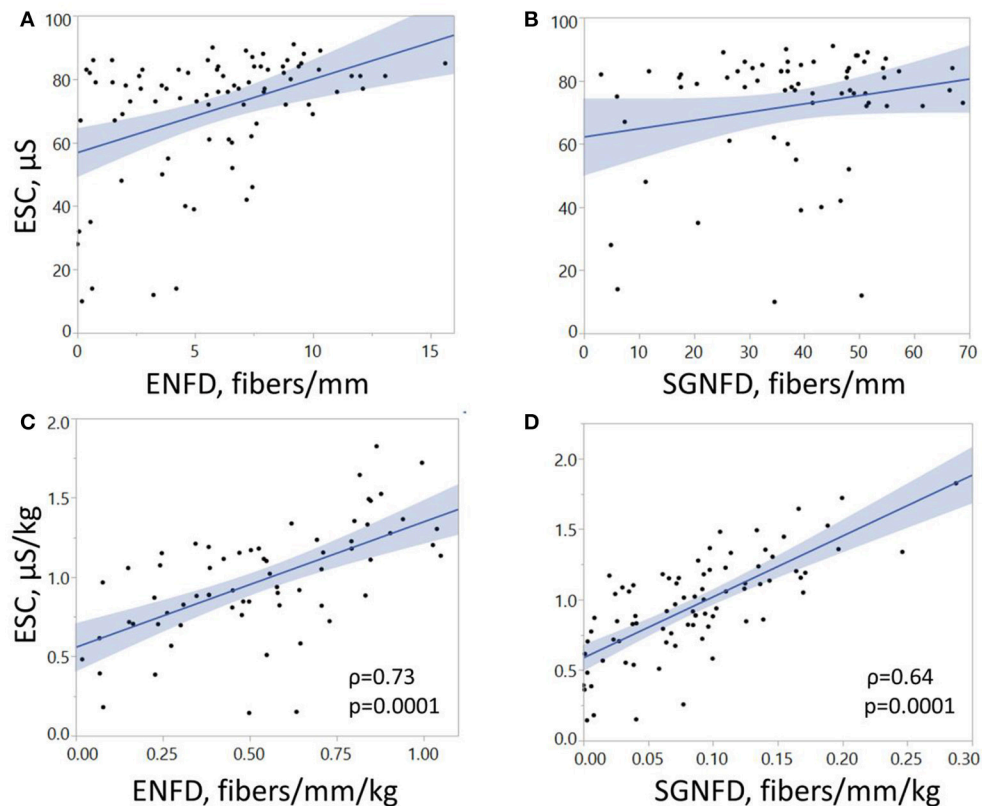 A
100
80
60
40
20
0
ESC, µS
0 5 10 15
ENFD, fibers/mm
B
100
80
60
40
20
0
0 10 20 30 40 50 60 70
SGNFD, fibers/mm
C
2.0
1.5
1.0
0.5
0.0
ESC, µS/kg
ρ=0.73
p=0.0001
0.00 0.25 0.50 0.75 1.00
ENFD, fibers/mm/kg
D
2.0
1.5
1.0
0.5
0.0
ρ=0.64
p=0.0001
0.00 0.05 0.10 0.15 0.20 0.25 0.30
SGNFD, fibers/mm/kg